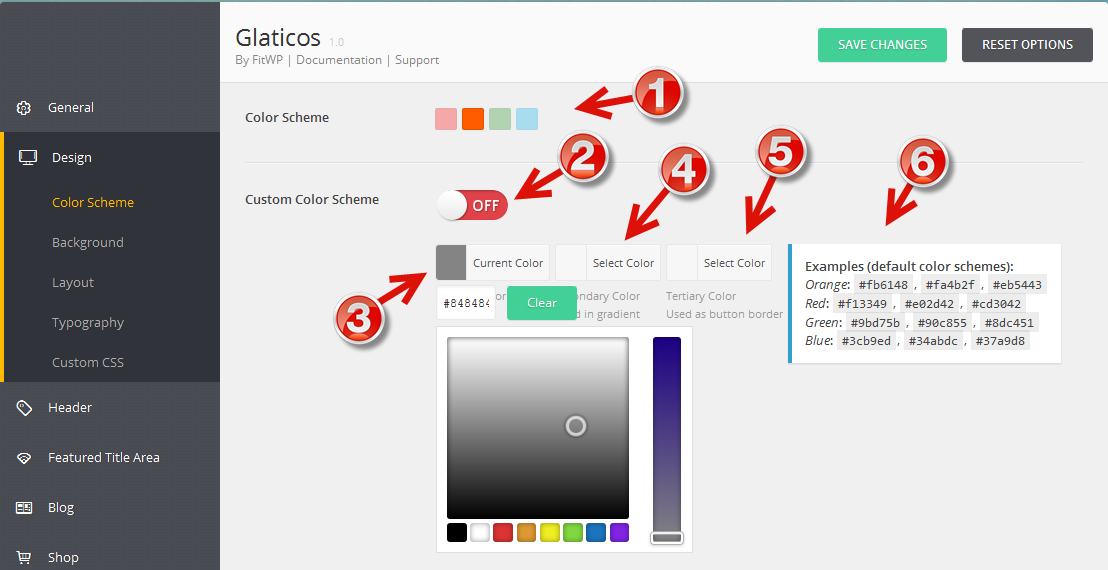 Glaticos 1.0
By FitWP | Documentation | Support
SAVE CHANGES
RESET OPTIONS
General
Design
Color Scheme
Background
Layout
Typography
Custom CSS
Header
Featured Title Area
Blog
Shop
Color Scheme
1
Custom Color Scheme
OFF
2
3
4
5
6
Current Color
Select Color
Select Color
#848484
or
Clear
ndary Color
d in gradient
Tertiary Color
Used as button border
Examples (default color schemes):
Orange: #fb6148 , #fa4b2f , #eb5443
Red: #f13349 , #e02d42 , #cd3042
Green: #9bd75b , #90c855 , #8dc451
Blue: #3cb9ed , #34abdc , #37a9d8